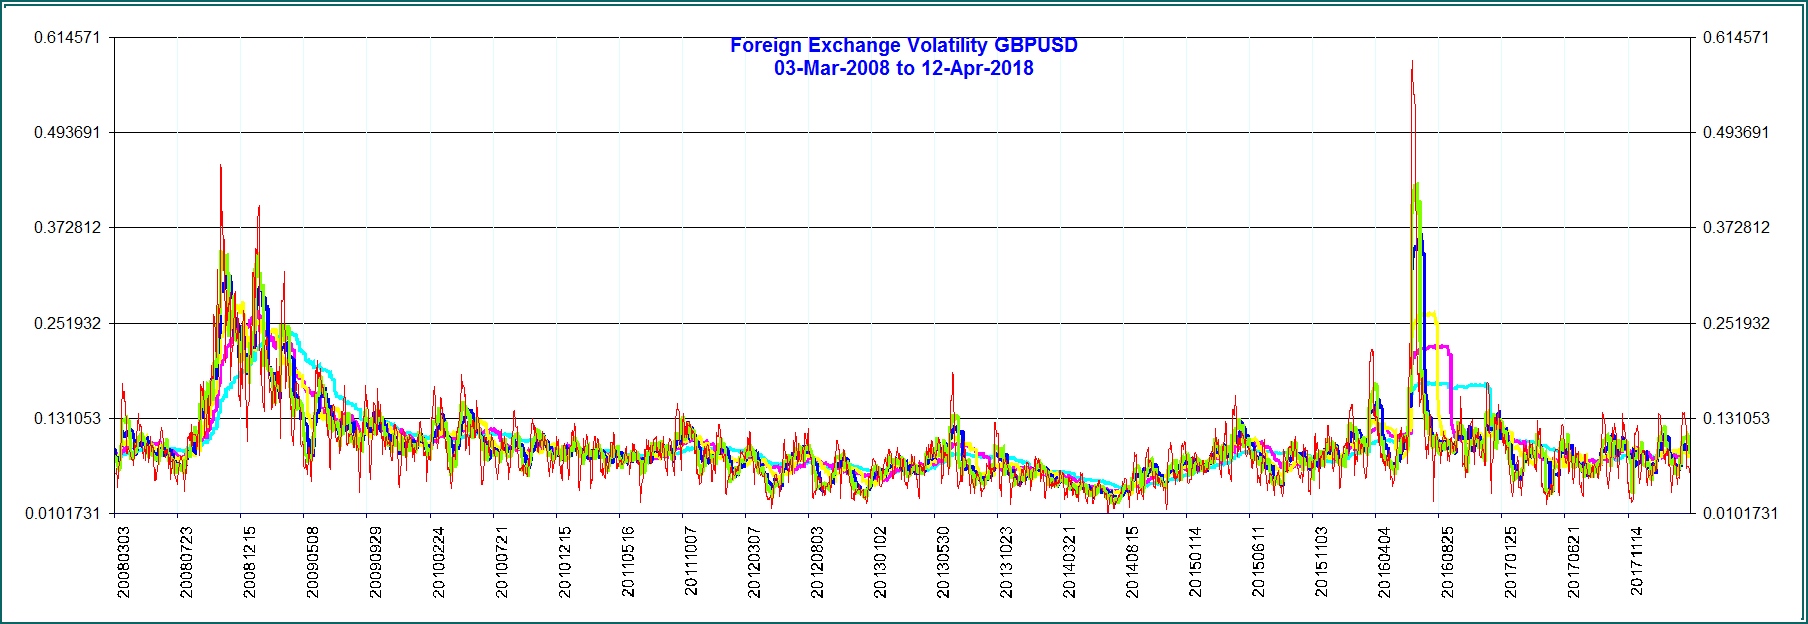 Foreign Exchange Volatility GBPUSD
03-Mar-2008 to 12-Apr-2018
0.614571 0.614571
0.493691 0.493691
0.372812 0.372812
0.251932 0.251932
0.131053 0.131053
0.0101731 0.0101731
20080303 20080723 20081215 20090508 20090929 20100224 20100721 20101215 20110516 20111007 20120307 20120803 20130102 20130530 20131023 20140321 20140815 20150114 20150611 20151103 20160404 20160825 20170125 20170621 20171114